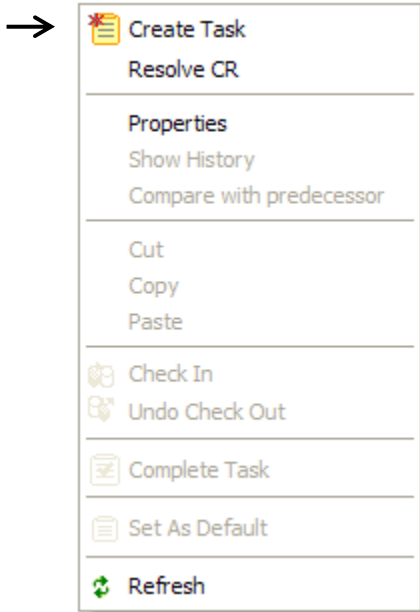 Create Task
Resolve CR
Properties
Show History
Compare with predecessor
Cut
Copy
Paste
Check In
Undo Check Out
Complete Task
Set As Default
Refresh